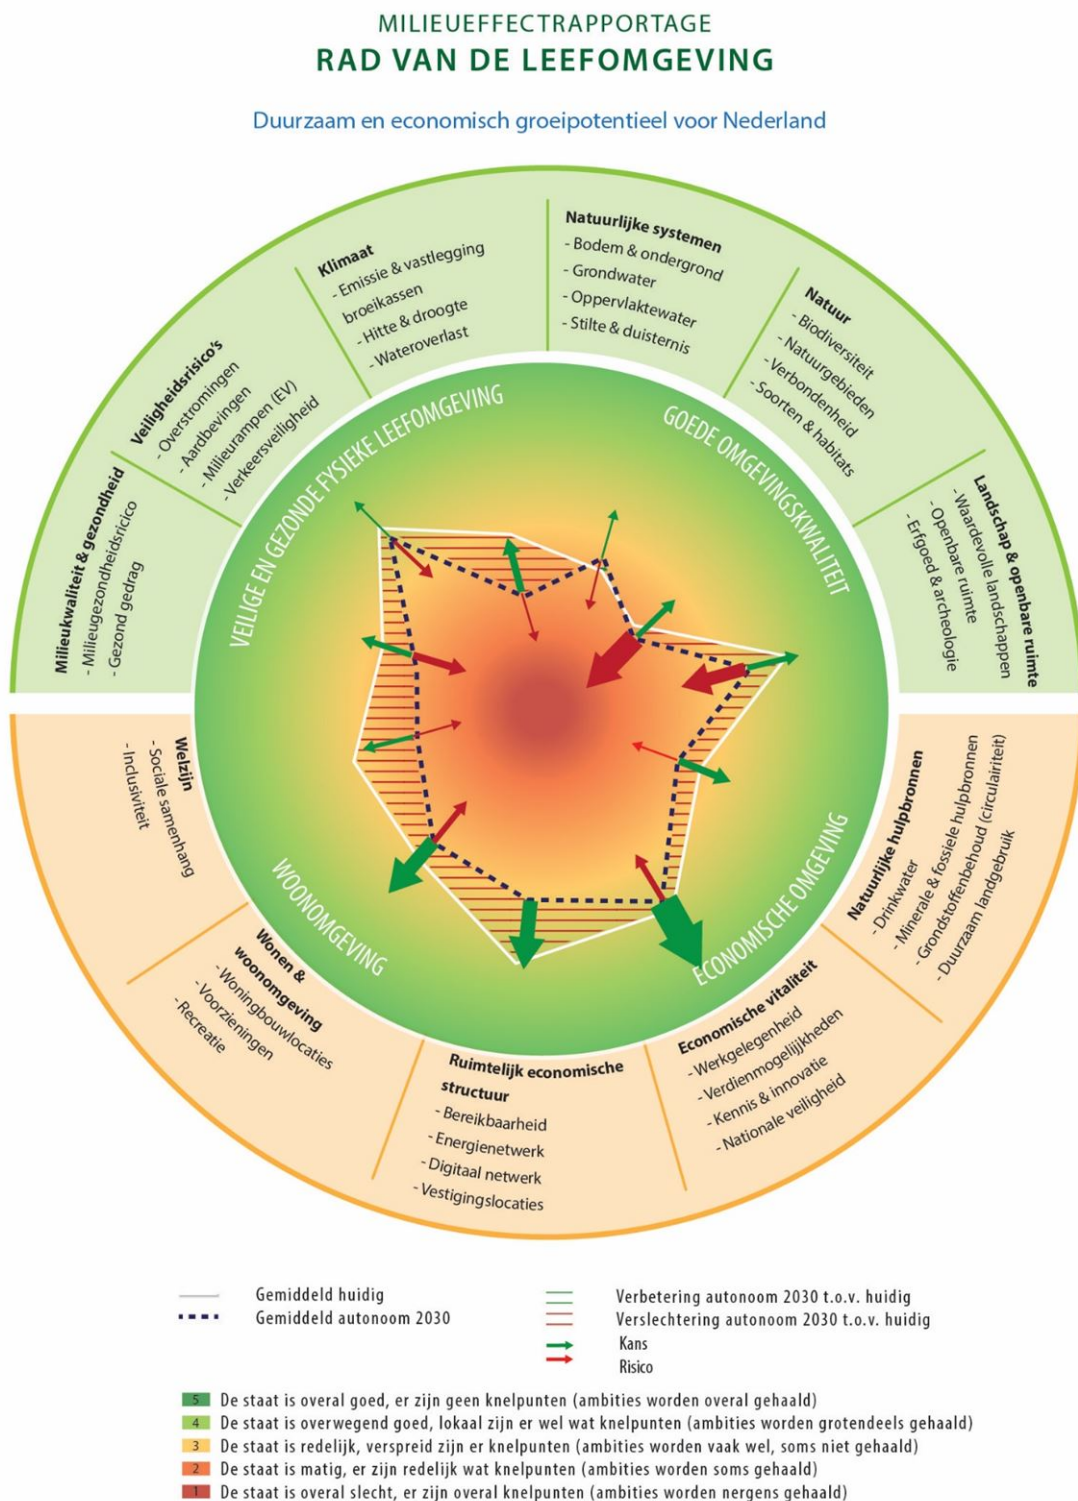 MILIEUEFFECTRAPPORTAGE
RAD VAN DE LEEFOMGEVING
Duurzaam en economisch groeipotentieel voor Nederland
Milieukwaliteit & gezondheid
- Milieugezondheidsricico
- Gezond gedrag
Veiligheidsrisico's
- Overstromingen
- Aardbevingen
- Milieurampen (EV)
- Verkeersveiligheid
Klimaat
- Emissie & vastlegging
broeikassen
- Hitte & droogte
- Wateroverlast
Natuurlijke systemen
- Bodem & ondergrond
- Grondwater
- Oppervlaktewater
- Stilte & duisternis
Natuur
- Biodiversiteit
- Natuurgebieden
- Verbondenheid
- Soorten & habitats
Landschap & openbare ruimte
- Waardevolle landschappen
- Openbare ruimte
- Erfgoed & archeologie
VEILIGE EN GEZONDE FYSIEKE LEEFOMGEVING
GOEDE OMGEVINGSKWALITEIT
WOONOMGEVING
ECONOMISCHE OMGEVING
Welzijn
- Sociale samenhang
- Inclusiviteit
Wonen &
woonomgeving
- Woningbouwlocaties
- Voorzieningen
- Recreatie
Ruimtelijk economische
structuur
- Bereikbaarheid
- Energienetwerk
- Digitaal netwerk
- Vestigingslocaties
Economische vitaliteit
- Werkgelegenheid
- Verdienmogelijkheden
- Kennis & innovatie
- Nationale veiligheid
Natuurlijke hulpbronnen
- Drinkwater
- Minerale & fossiele hulpbronnen
- Grondstoffenbehoud (circulairiteit)
- Duurzaam landgebruik
Gemiddeld huidig
Gemiddeld autonoom 2030
Verbetering autonoom 2030 t.o.v. huidig
Verslechtering autonoom 2030 t.o.v. huidig
Kans
Risico
5 De staat is overal goed, er zijn geen knelpunten (ambities worden overal gehaald)
4 De staat is overwegend goed, lokaal zijn er wel wat knelpunten (ambities worden grotendeels gehaald)
3 De staat is redelijk, verspreid zijn er knelpunten (ambities worden vaak wel, soms niet gehaald)
2 De staat is matig, er zijn redelijk wat knelpunten (ambities worden soms gehaald)
1 De staat is overal slecht, er zijn overal knelpunten (ambities worden nergens gehaald)